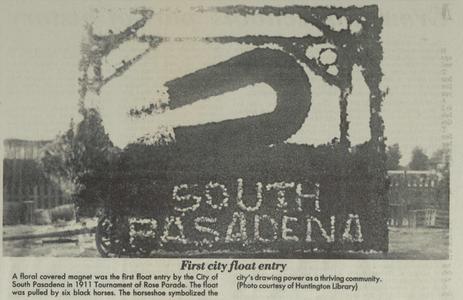 SOUTH
PASADENA
First city float entry
A floral covered magnet was the first float entry by the City of
South Pasadena in 1911 Tournament of Rose Parade. The float
was pulled by six black horses. The horseshoe symbolized the
city's drawing power as a thriving community.
(Photo courtesy of Huntington Library)